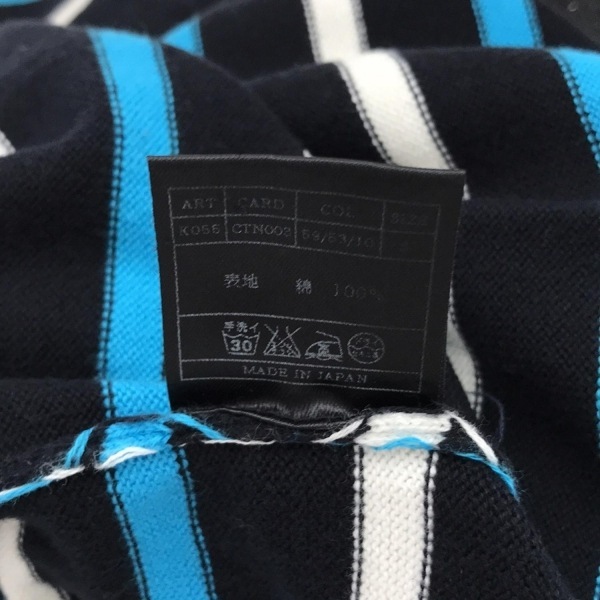 ART CARD COL SIZE
K056 CTN003 59/53/10
表地 綿 100%
手洗イ
30
MADE IN JAPAN